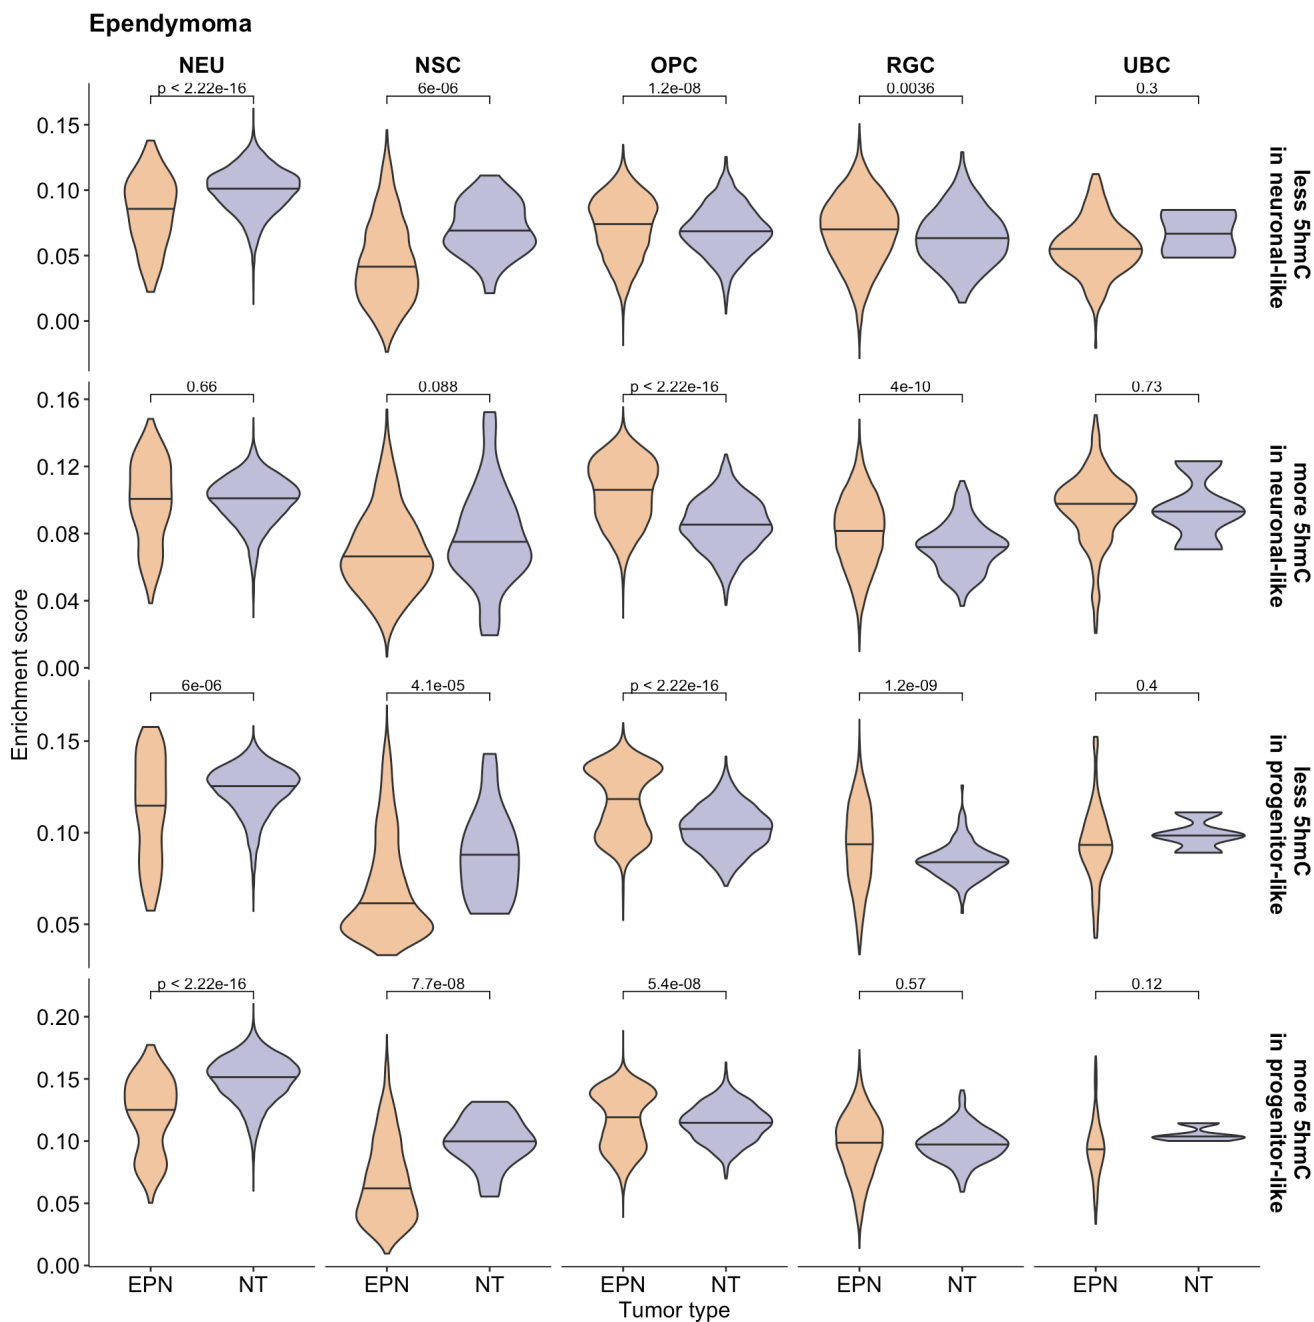 Ependymoma
NEU NSC OPC RGC UBC
p < 2.22e-16 6e-06 1.2e-08 0.0036 0.3
0.15
0.10
0.05
0.00
less 5hmC
in neuronal-like
0.66 0.088 p < 2.22e-16 4e-10 0.73
0.16
0.12
0.08
0.04
0.00
more 5hmC
in neuronal-like
Enrichment score
6e-06 4.1e-05 p < 2.22e-16 1.2e-09 0.4
0.15
0.10
0.05
less 5hmC
in progenitor-like
p < 2.22e-16 7.7e-08 5.4e-08 0.57 0.12
0.20
0.15
0.10
0.05
0.00
more 5hmC
in progenitor-like
EPN NT EPN NT EPN NT EPN NT EPN NT
Tumor type